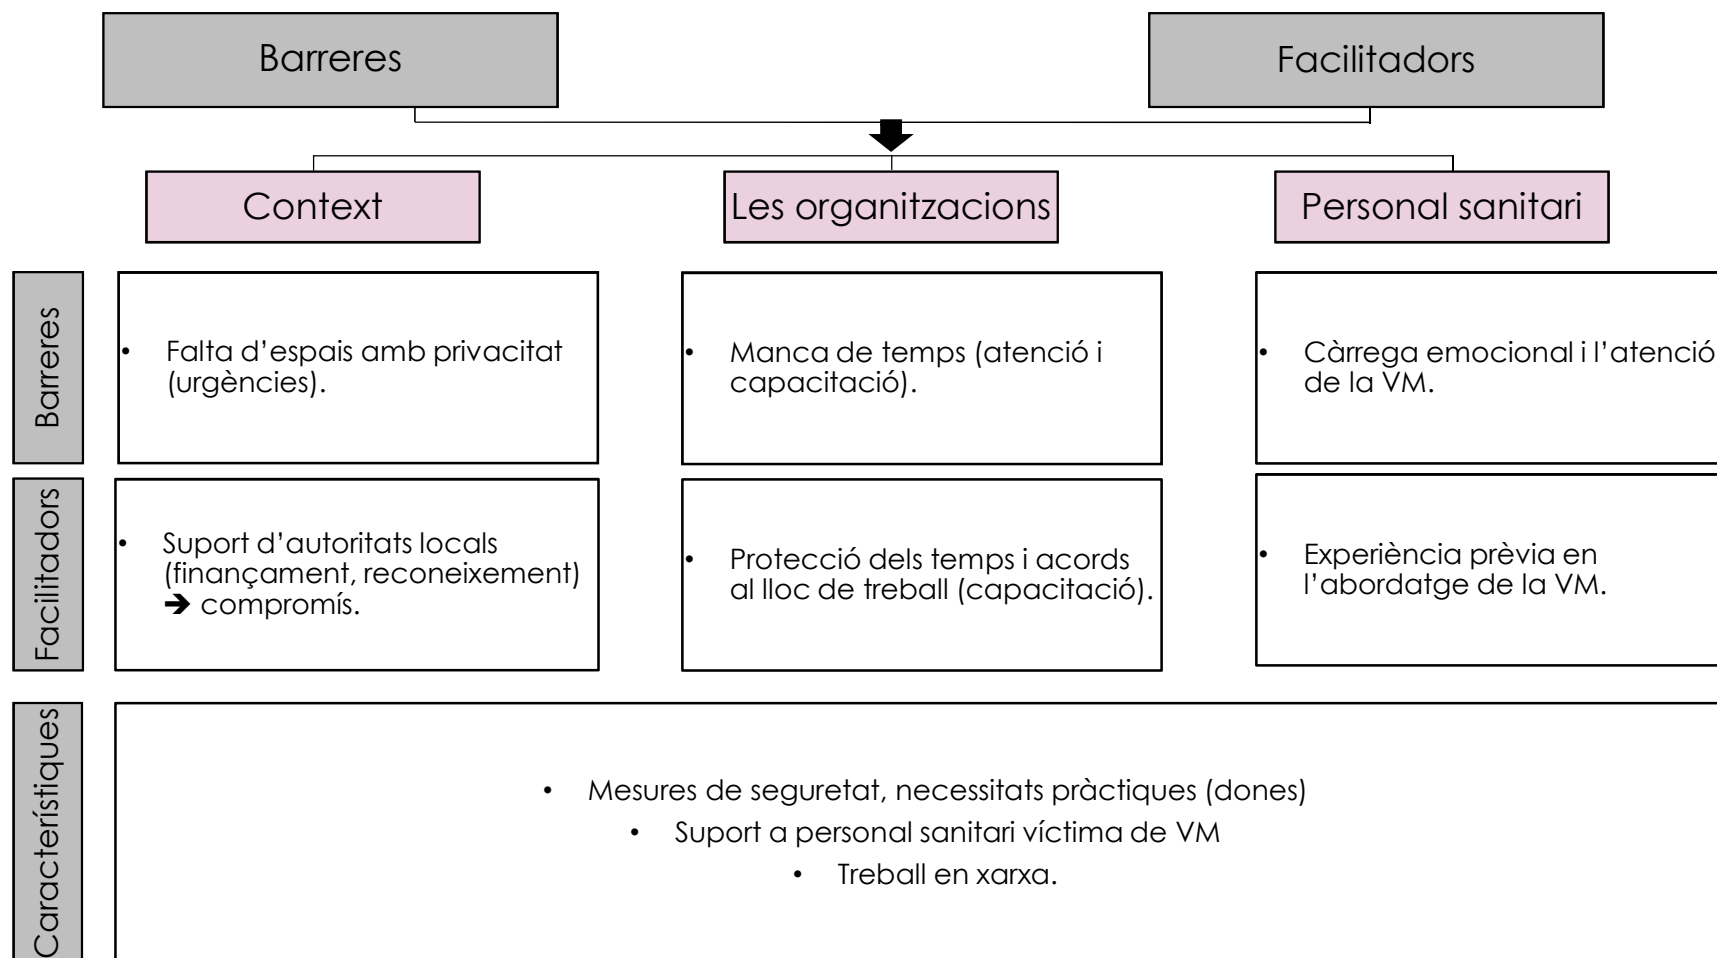 Barreres
Facilitadors
Context
Les organitzacions
Personal sanitari
Barreres
• Falta d’espais amb privacitat
(urgències).
• Manca de temps (atenció i
capacitació).
• Càrrega emocional i l’atenció
de la VM.
Facilitadors
• Suport d’autoritats locals
(finançament, reconeixement)
➔ compromís.
• Protecció dels temps i acords
al lloc de treball (capacitació).
• Experiència prèvia en
l’abordatge de la VM.
Característiques
• Mesures de seguretat, necessitats pràctiques (dones)
• Suport a personal sanitari víctima de VM
• Treball en xarxa.